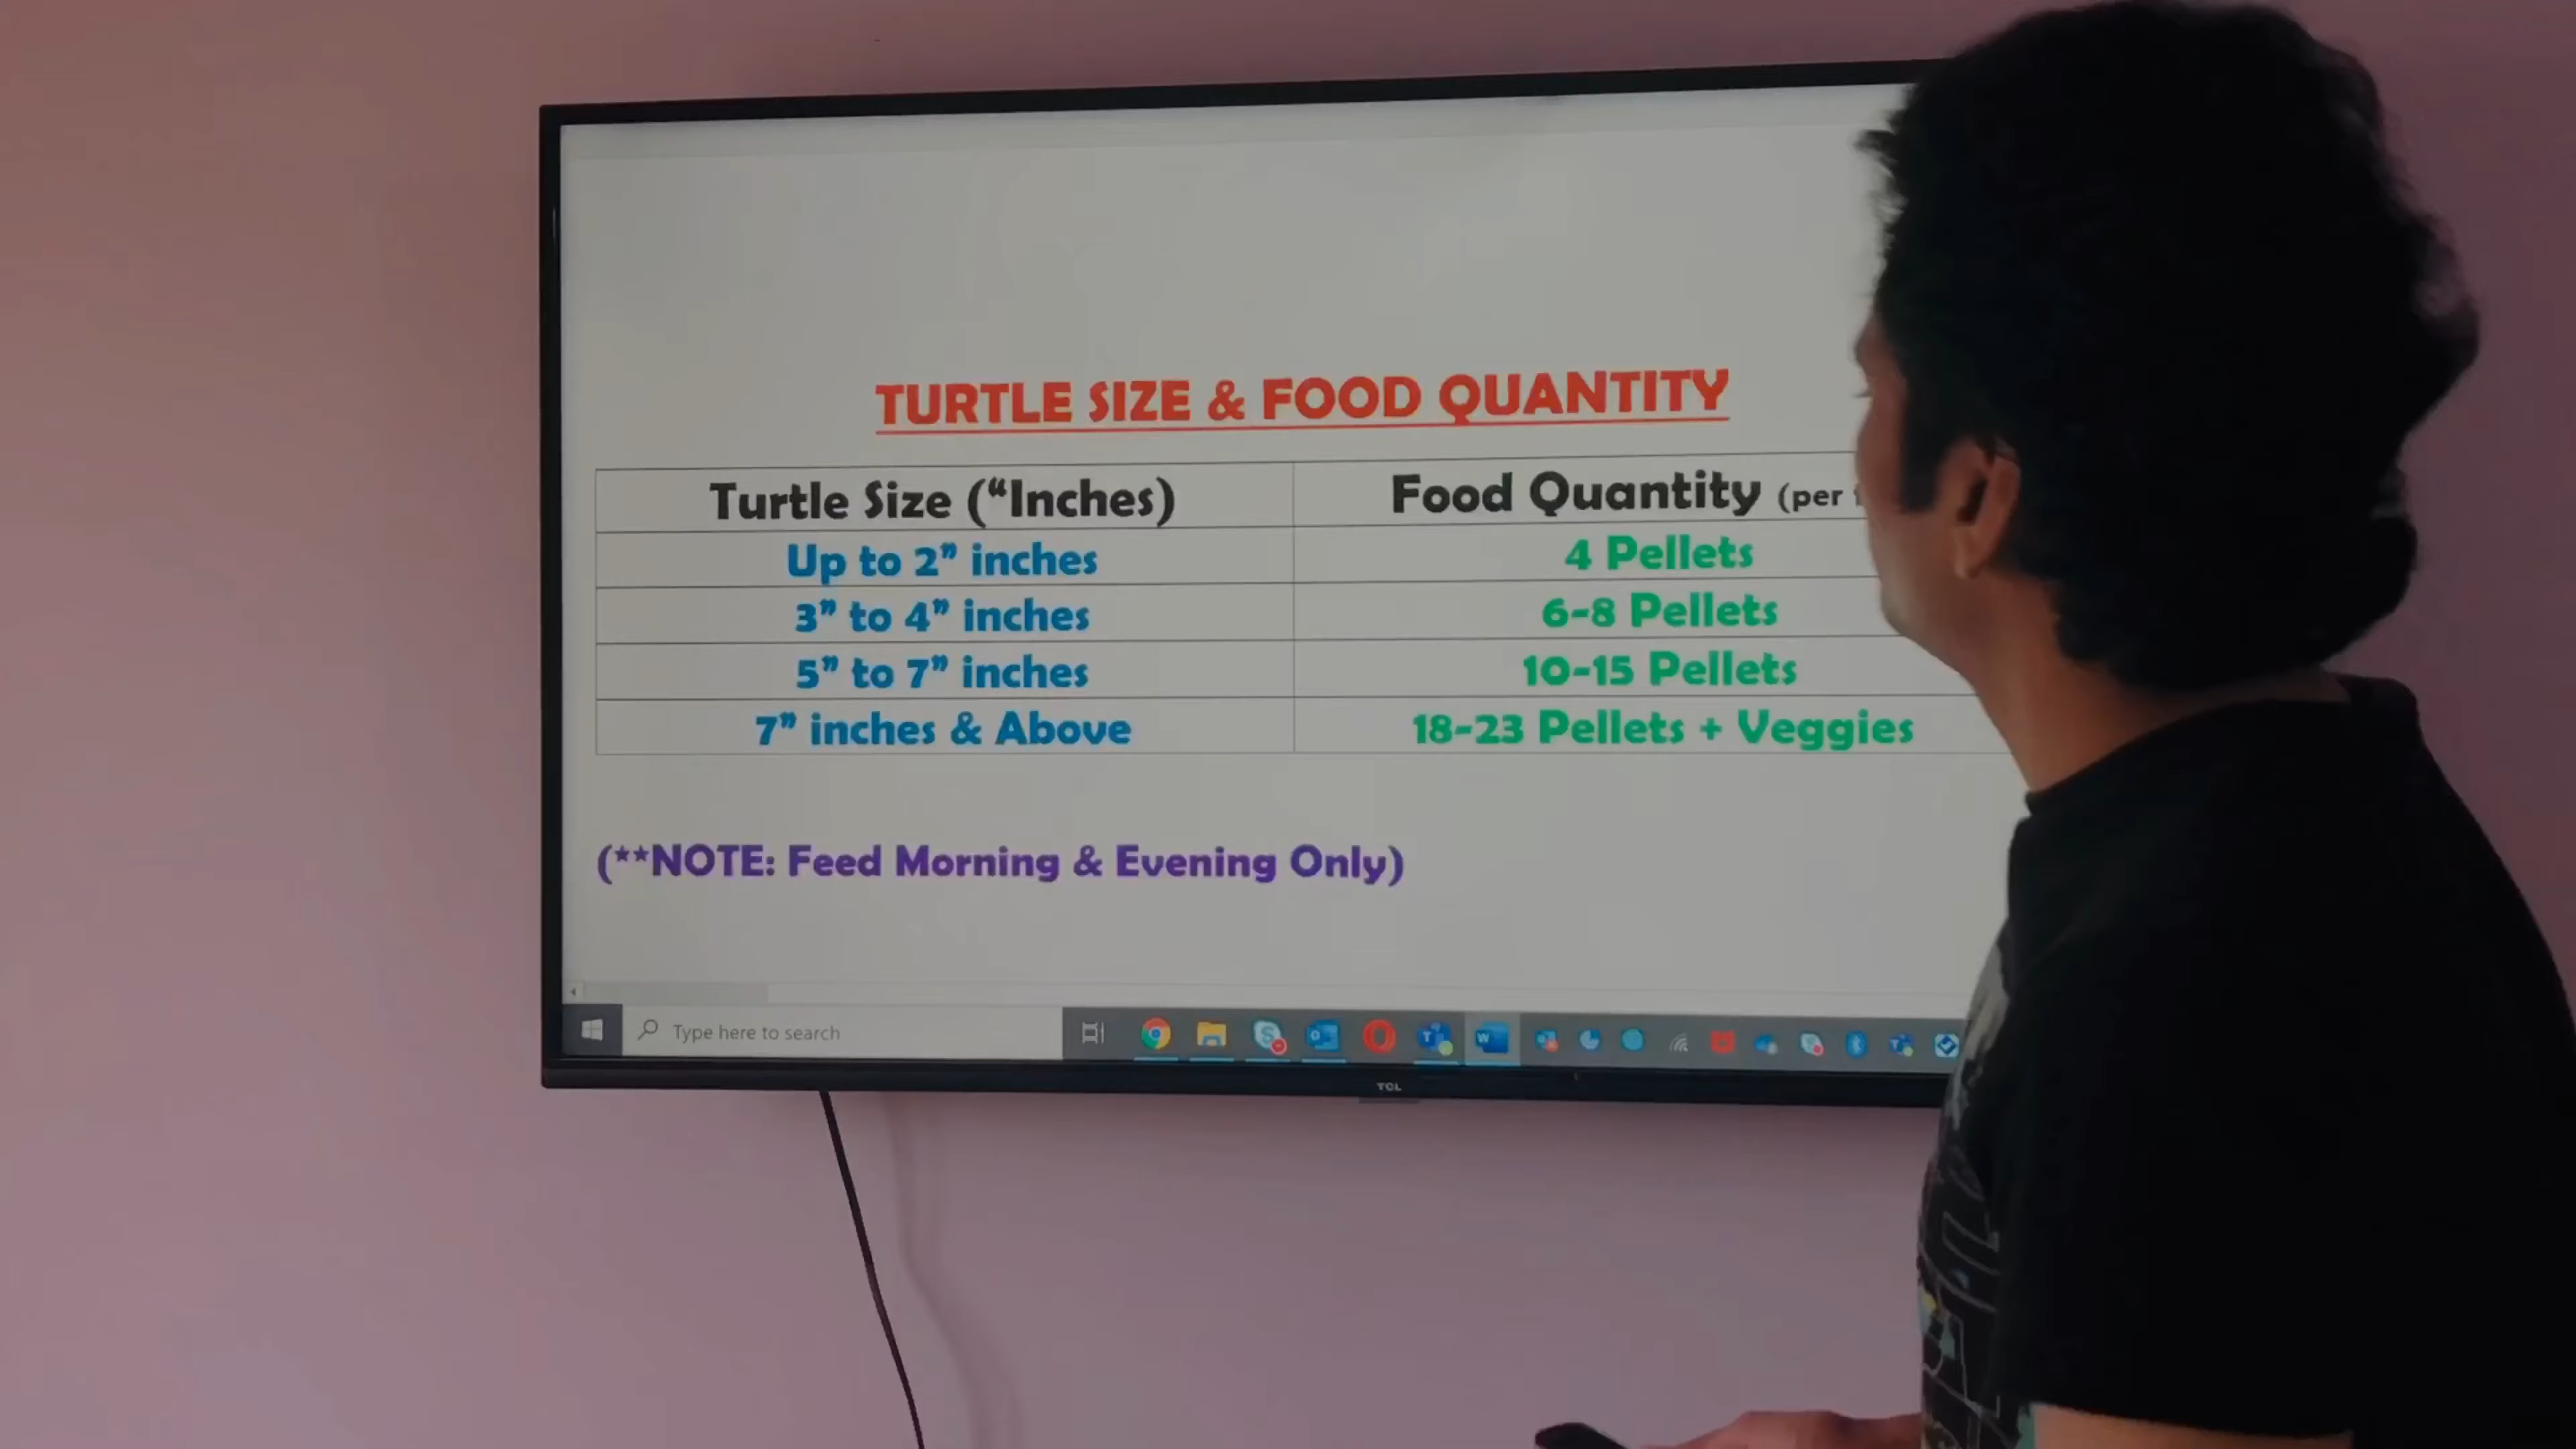 TURTLE SIZE & FOOD QUANTITY
Turtle Size (“Inches) Food Quantity (per
Up to 2” inches 4 Pellets
3” to 4” inches 6-8 Pellets
5” to 7” inches 10-15 Pellets
7” inches & Above 18-23 Pellets + Veggies
(**NOTE: Feed Morning & Evening Only)
Type here to search
TCL